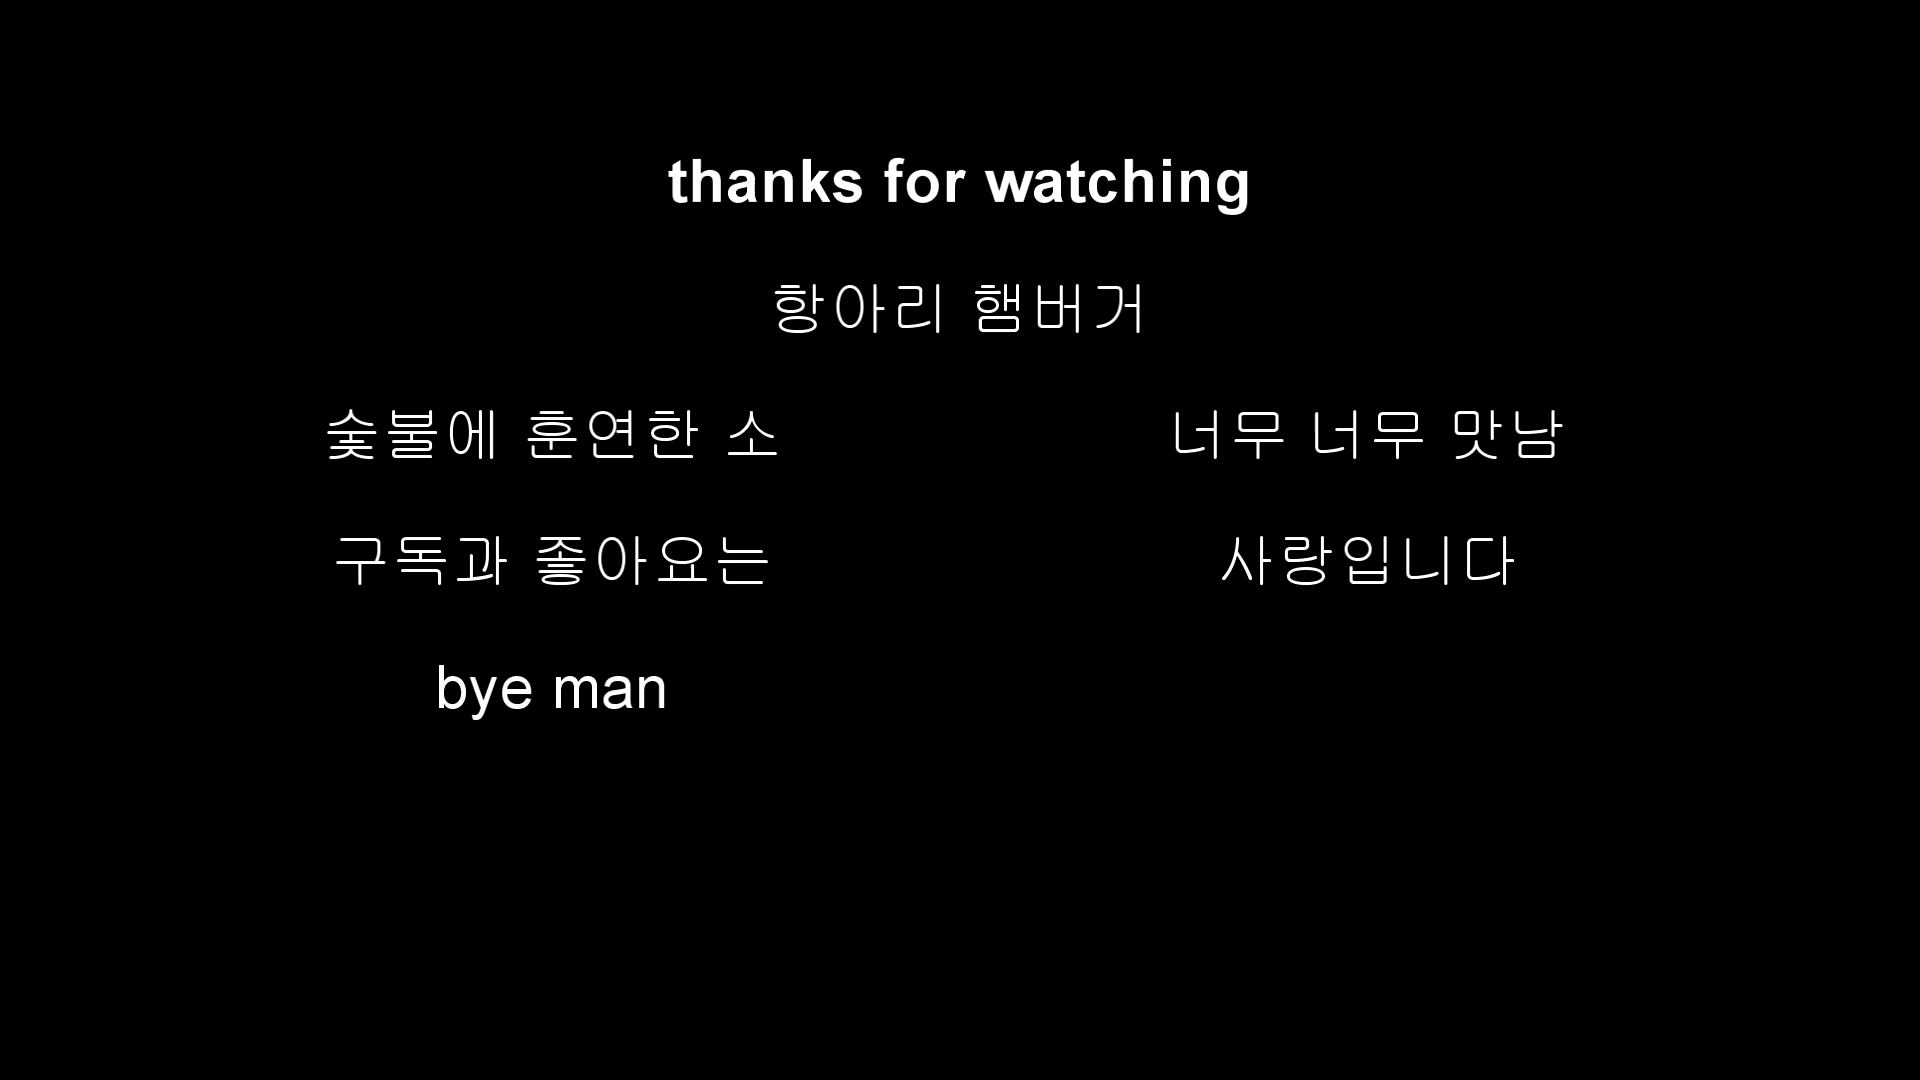 thanks for watching
항아리 햄버거
숯불에 훈연한 소
너무 너무 맛남
구독과 좋아요는
사랑입니다
bye man